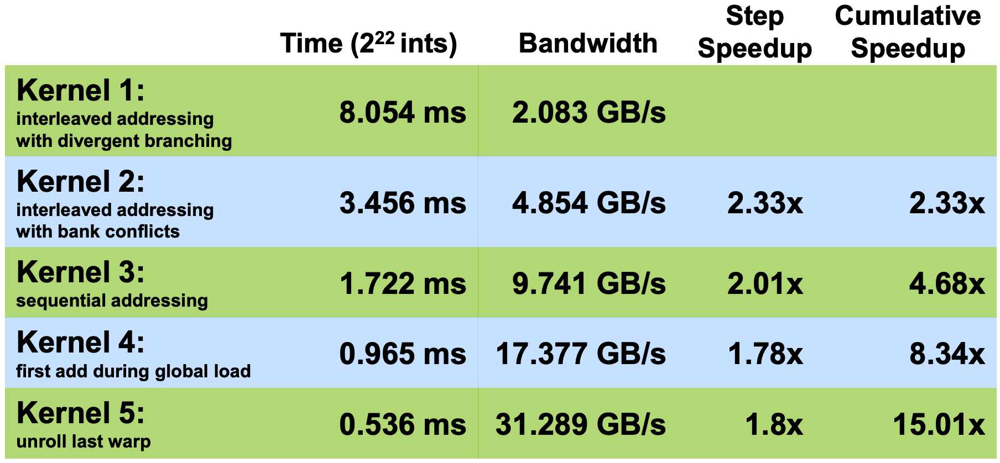 Time (2²² ints) Bandwidth Step Speedup Cumulative Speedup
Kernel 1:
interleaved addressing
with divergent branching
8.054 ms 2.083 GB/s
Kernel 2:
interleaved addressing
with bank conflicts
3.456 ms 4.854 GB/s 2.33x 2.33x
Kernel 3:
sequential addressing
1.722 ms 9.741 GB/s 2.01x 4.68x
Kernel 4:
first add during global load
0.965 ms 17.377 GB/s 1.78x 8.34x
Kernel 5:
unroll last warp
0.536 ms 31.289 GB/s 1.8x 15.01x